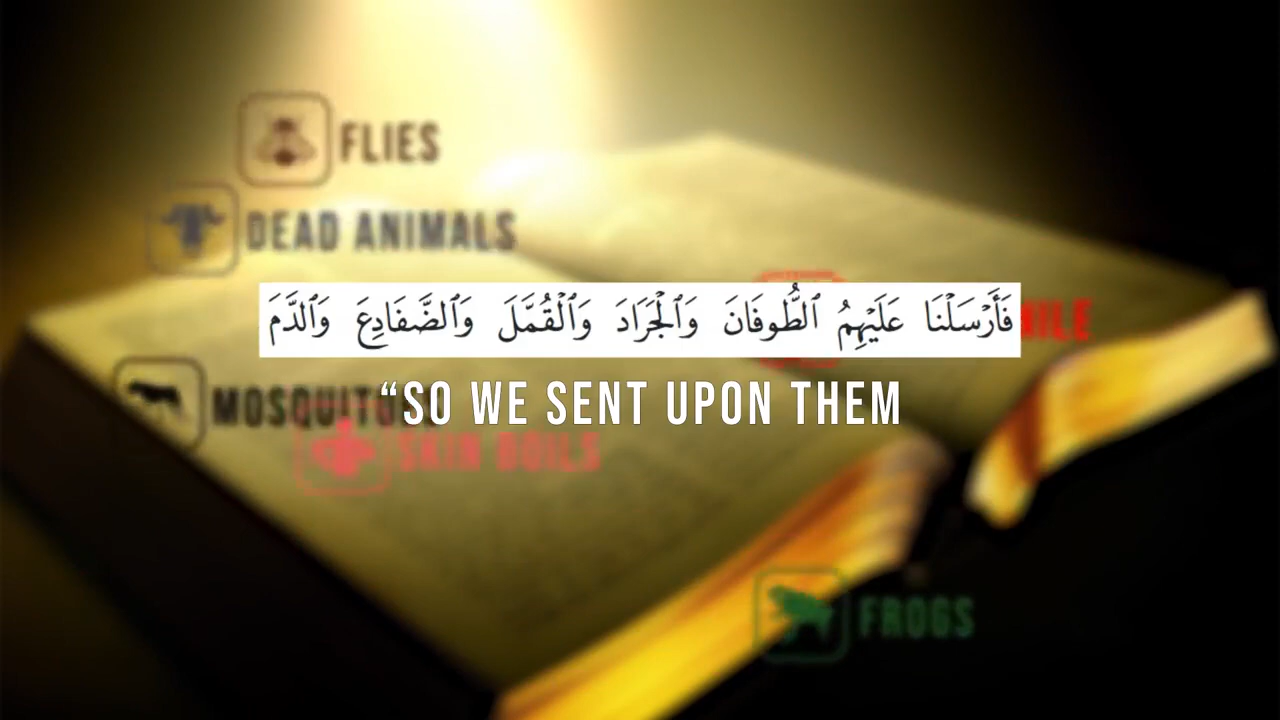 FLIES
DEAD ANIMALS
فَأَرْسَلْنَا عَلَيْهِمُ ٱلطُّوفَانَ وَٱلْجَرَادَ وَٱلْقُمَّلَ وَٱلضَّفَادِعَ وَٱلدَّمَ
NILE
“SO WE SENT UPON THEM
SKIN BOILS
FROGS